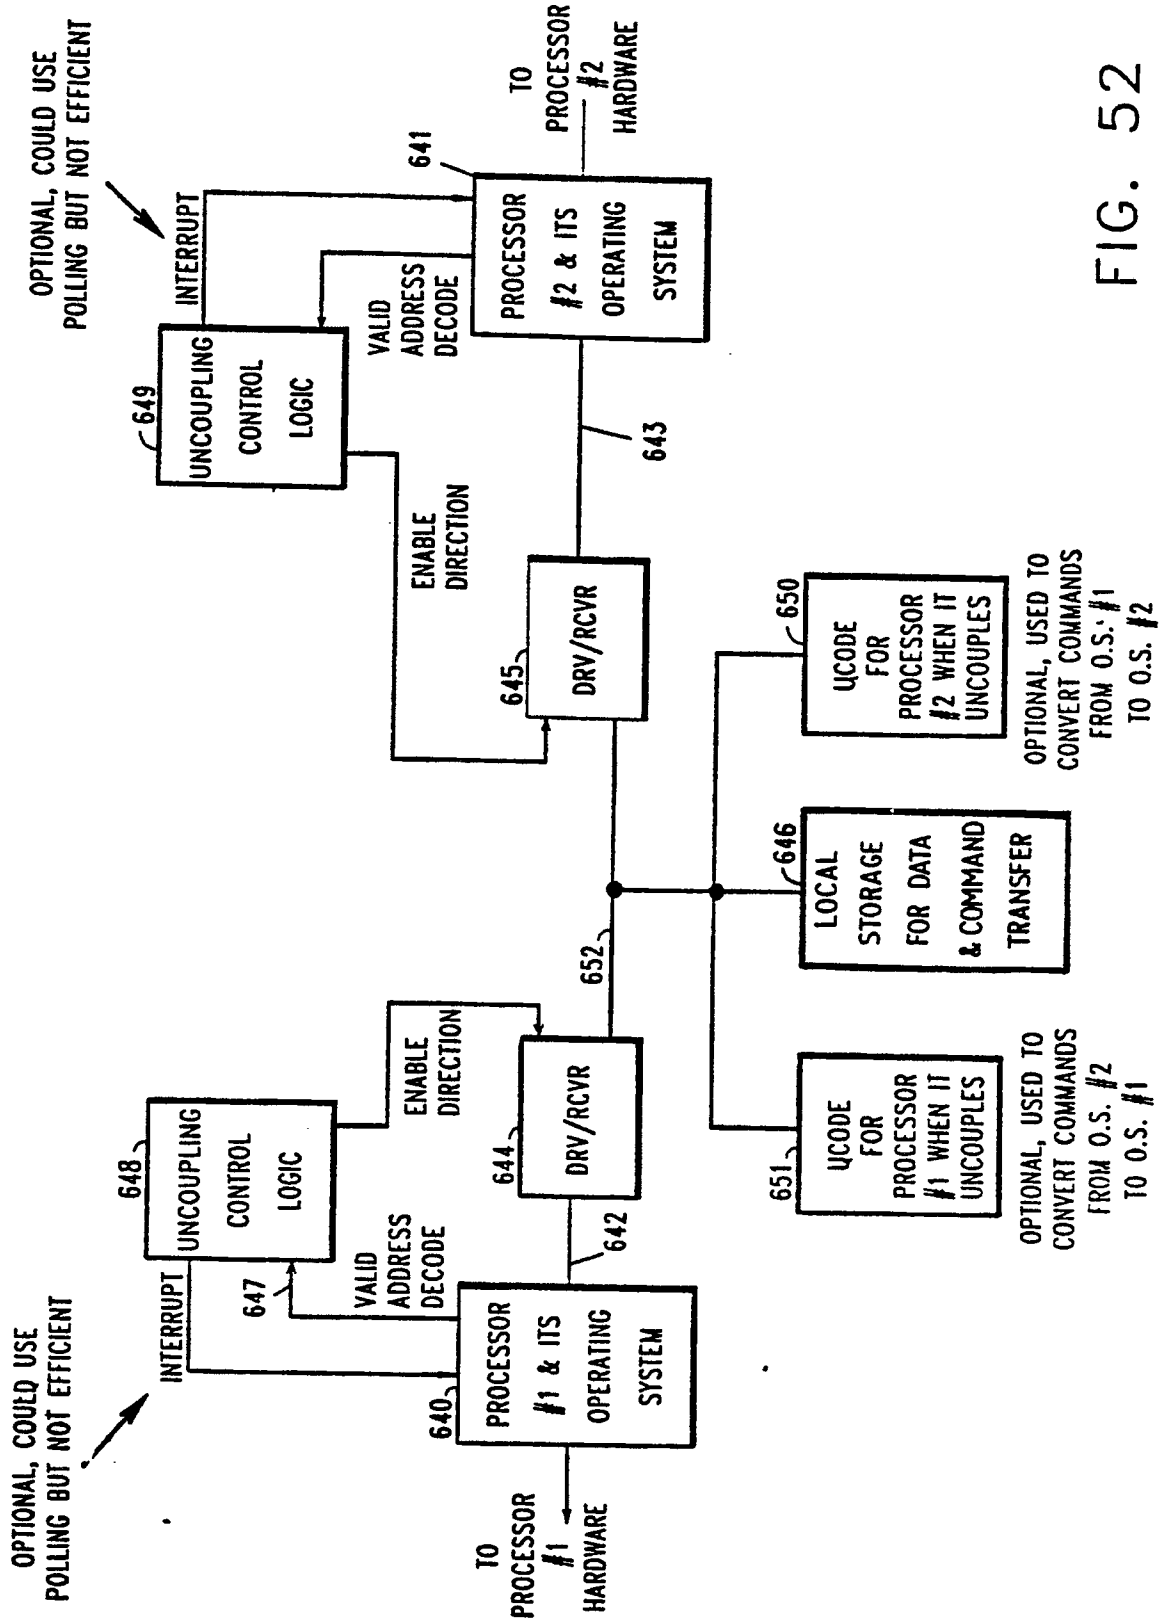 OPTIONAL, COULD USE
POLLING BUT NOT EFFICIENT
INTERRUPT
647
648
UNCOUPLING
CONTROL
LOGIC
VALID
ADDRESS
DECODE
ENABLE
DIRECTION
TO
PROCESSOR
#1
HARDWARE
640
PROCESSOR
#1 & ITS
OPERATING
SYSTEM
642
644
DRV/RCVR
652
OPTIONAL, COULD USE
POLLING BUT NOT EFFICIENT
INTERRUPT
649
UNCOUPLING
CONTROL
LOGIC
VALID
ADDRESS
DECODE
ENABLE
DIRECTION
645
DRV/RCVR
643
641
PROCESSOR
#2 & ITS
OPERATING
SYSTEM
TO
PROCESSOR
#2
HARDWARE
651
µCODE
FOR
PROCESSOR
#1 WHEN IT
UNCOUPLES
OPTIONAL, USED TO
CONVERT COMMANDS
FROM O.S. #2
TO O.S. #1
646
LOCAL
STORAGE
FOR DATA
& COMMAND
TRANSFER
650
µCODE
FOR
PROCESSOR
#2 WHEN IT
UNCOUPLES
OPTIONAL, USED TO
CONVERT COMMANDS
FROM O.S. #1
TO O.S. #2
FIG. 52